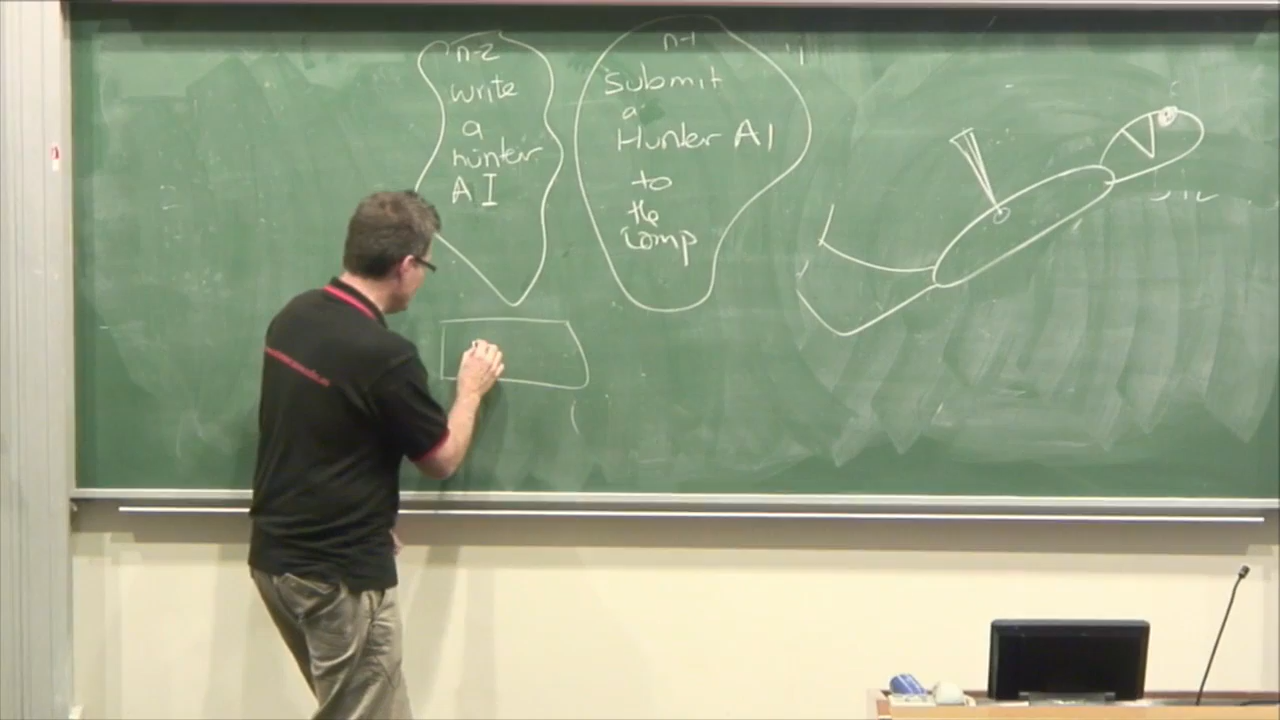 n-2
write
a
hunter
AI
n-1
Submit
a
Hunter AI
to
the
comp